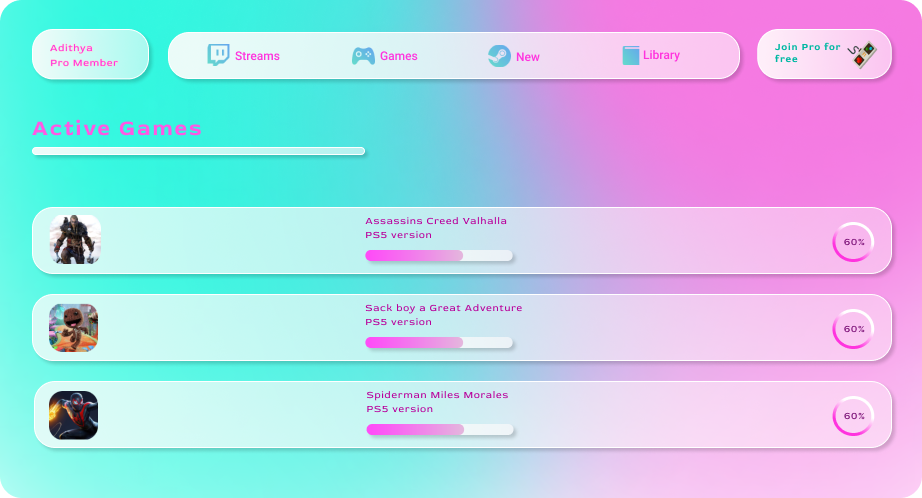 Adithya
Pro Member
Streams
Games
New
Library
Join Pro for
free
Active Games
Assassins Creed Valhalla
PS5 version
60%
Sack boy a Great Adventure
PS5 version
60%
Spiderman Miles Morales
PS5 version
60%